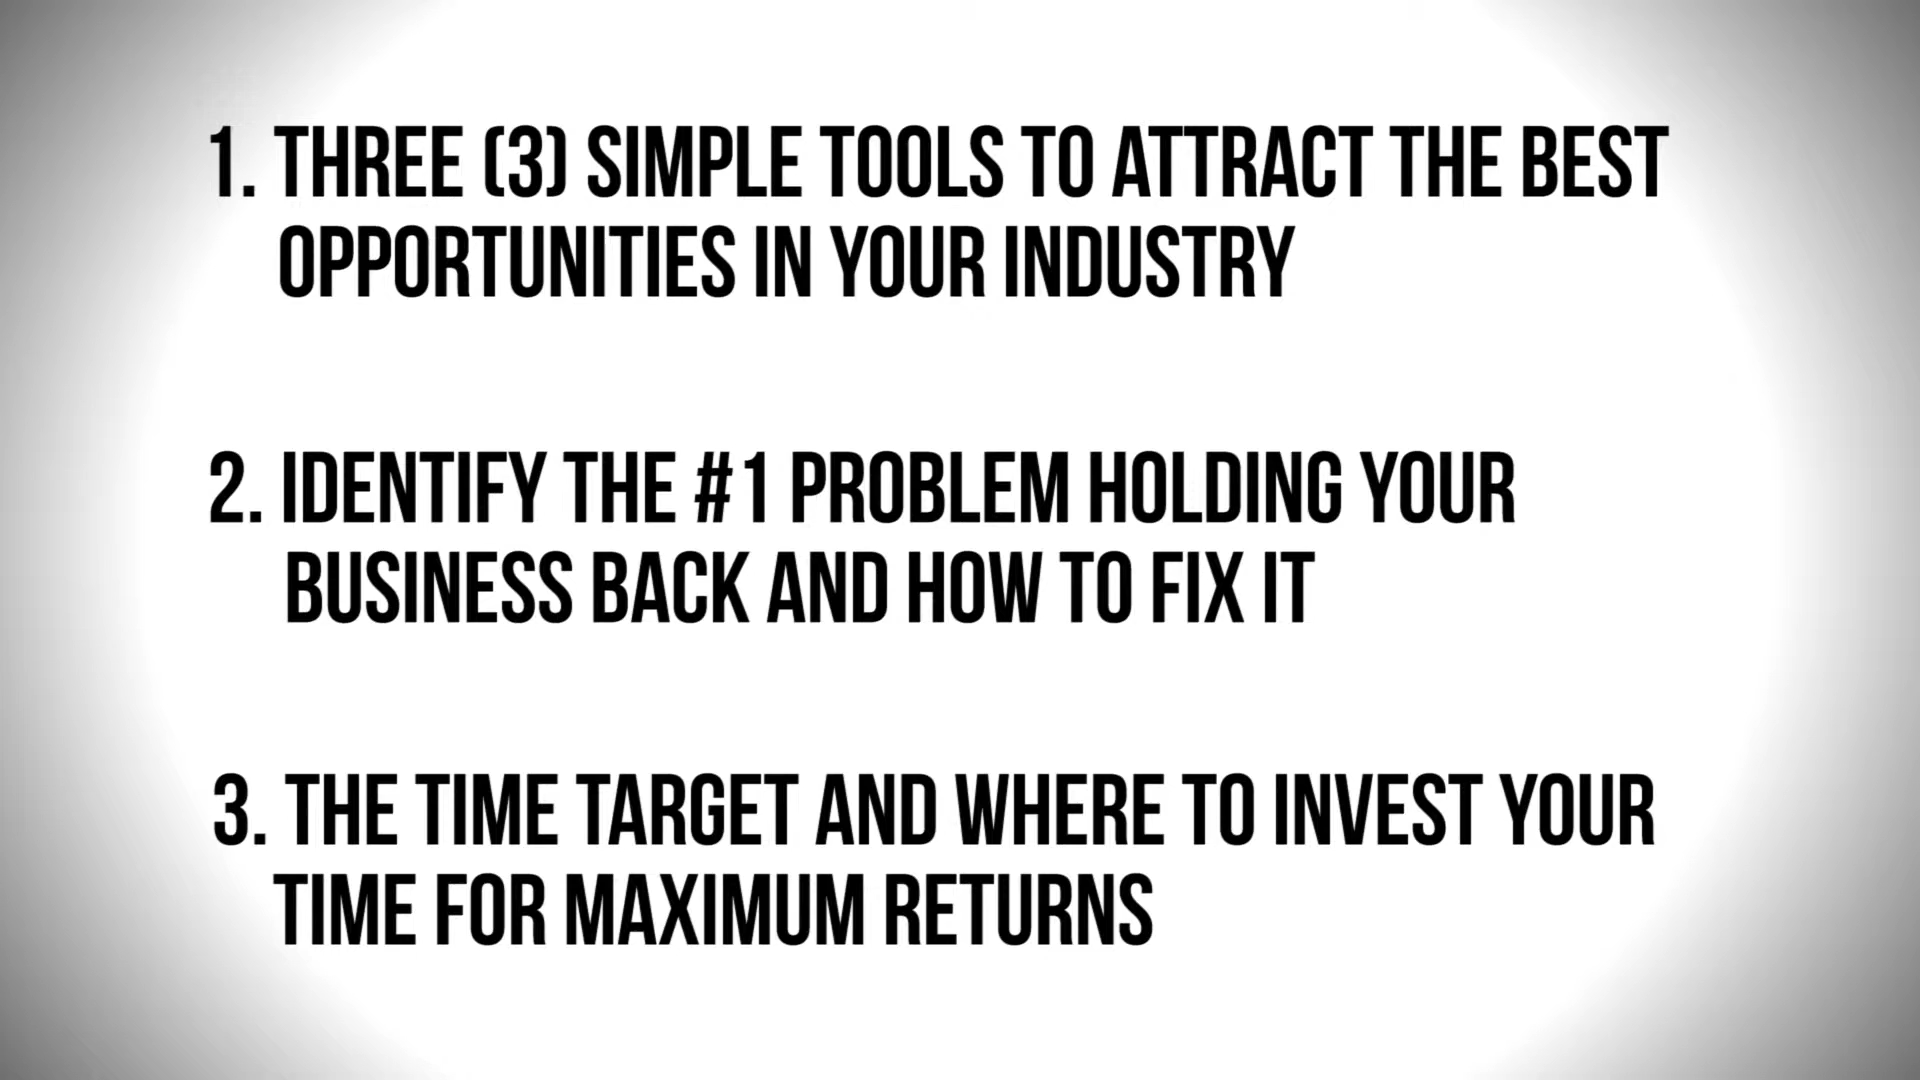 1. THREE (3) SIMPLE TOOLS TO ATTRACT THE BEST
OPPORTUNITIES IN YOUR INDUSTRY
2. IDENTIFY THE #1 PROBLEM HOLDING YOUR
BUSINESS BACK AND HOW TO FIX IT
3. THE TIME TARGET AND WHERE TO INVEST YOUR
TIME FOR MAXIMUM RETURNS